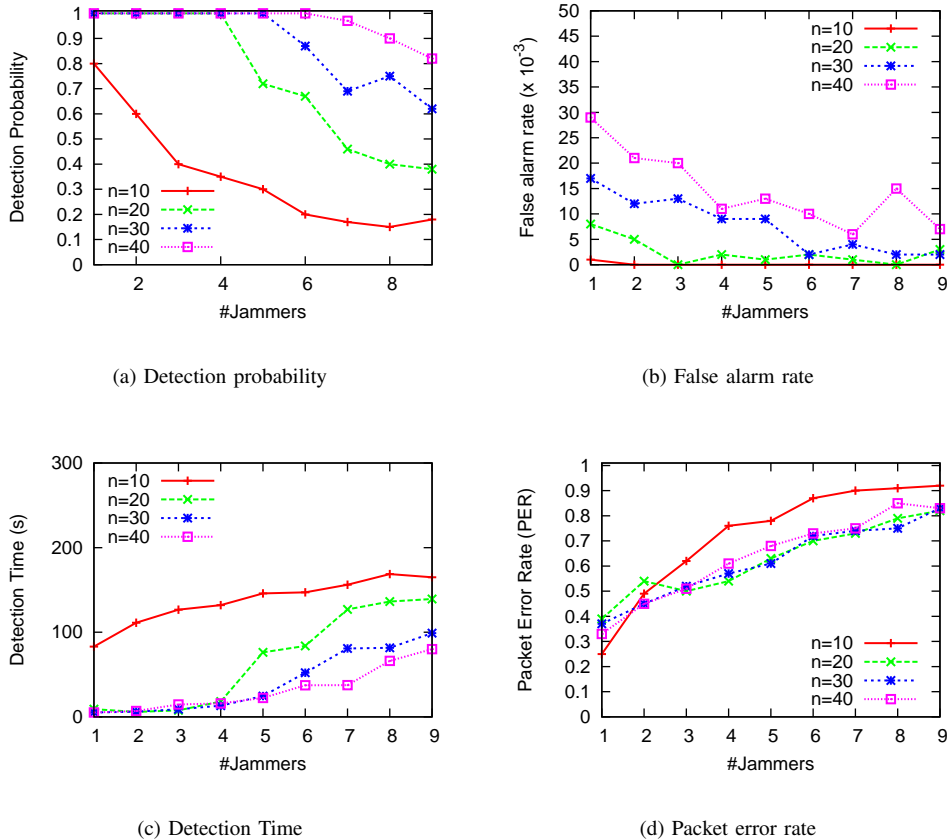 Detection Probability
1
0.9
0.8
0.7
0.6
0.5
0.4
0.3
0.2
0.1
0
n=10
n=20
n=30
n=40
2 4 6 8
#Jammers
(a) Detection probability
False alarm rate (x 10^-3)
50
45
40
35
30
25
20
15
10
5
0
n=10
n=20
n=30
n=40
1 2 3 4 5 6 7 8 9
#Jammers
(b) False alarm rate
Detection Time (s)
300
200
100
0
n=10
n=20
n=30
n=40
1 2 3 4 5 6 7 8 9
#Jammers
(c) Detection Time
Packet Error Rate (PER)
1
0.9
0.8
0.7
0.6
0.5
0.4
0.3
0.2
0.1
0
n=10
n=20
n=30
n=40
1 2 3 4 5 6 7 8 9
#Jammers
(d) Packet error rate